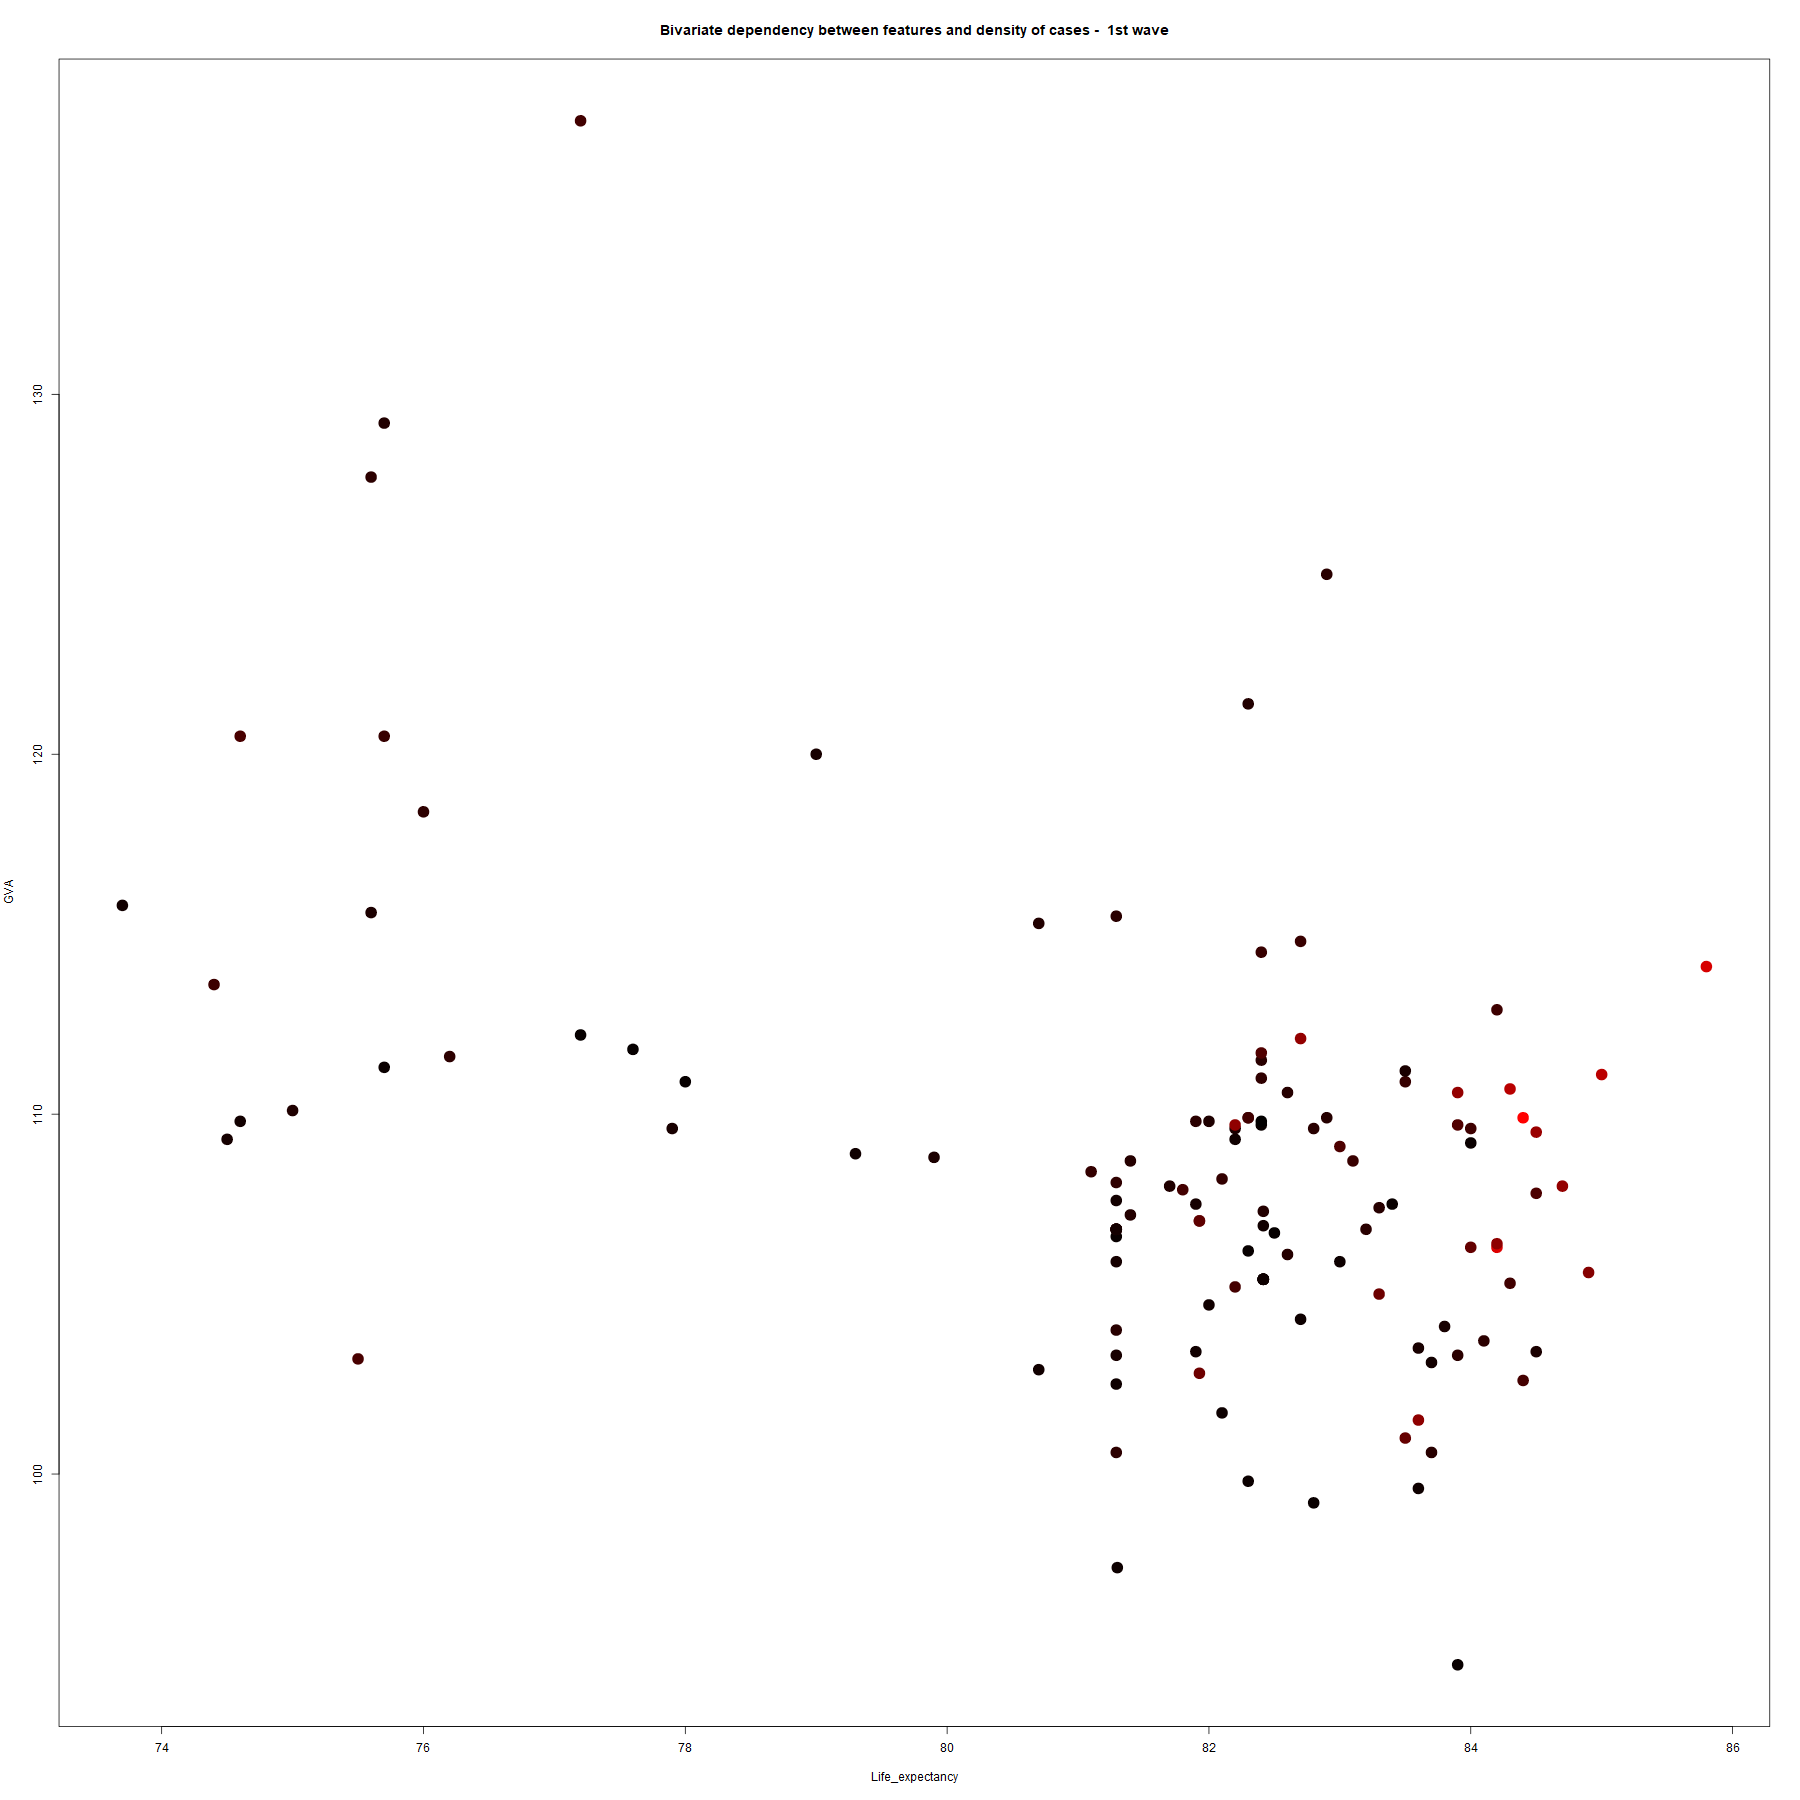 Bivariate dependency between features and density of cases - 1st wave
130
120
GVA
110
100
74 76 78 80 82 84 86
Life_expectancy